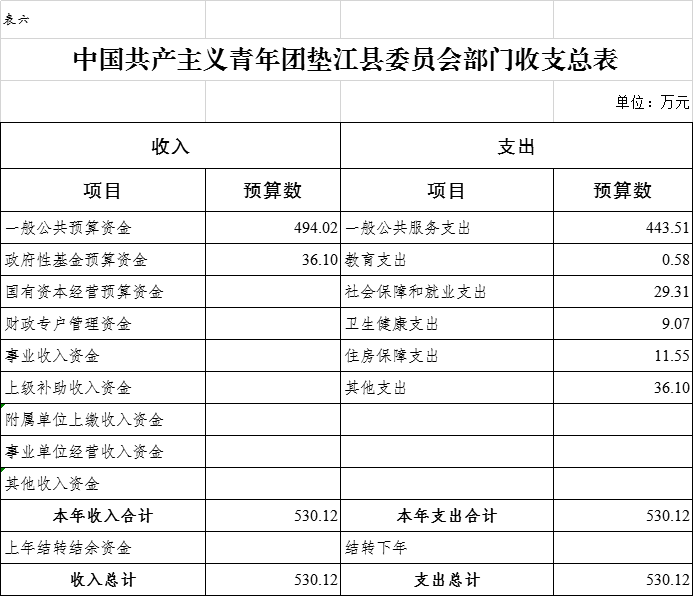 表六
中国共产主义青年团垫江县委员会部门收支总表
单位：万元
收入 支出
项目 预算数 项目 预算数
一般公共预算资金 494.02 一般公共服务支出 443.51
政府性基金预算资金 36.10 教育支出 0.58
国有资本经营预算资金 社会保障和就业支出 29.31
财政专户管理资金 卫生健康支出 9.07
事业收入资金 住房保障支出 11.55
上级补助收入资金 其他支出 36.10
附属单位上缴收入资金
事业单位经营收入资金
其他收入资金
本年收入合计 530.12 本年支出合计 530.12
上年结转结余资金 结转下年
收入总计 530.12 支出总计 530.12